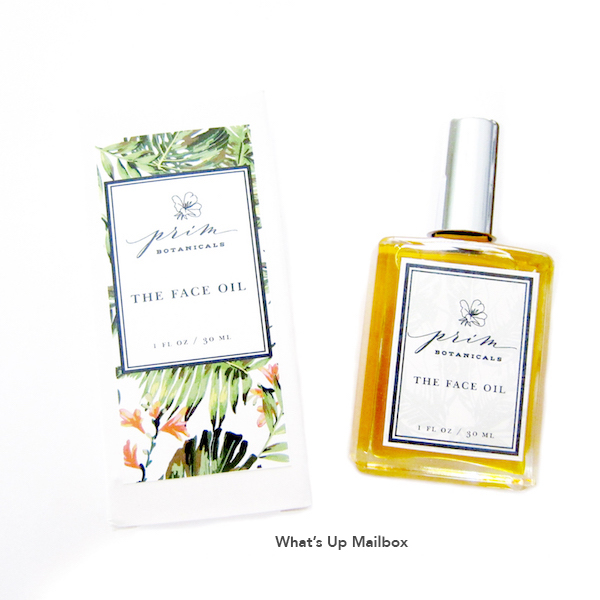 prim
BOTANICALS
THE FACE OIL
1 FL OZ / 30 ML
prim
BOTANICALS
THE FACE OIL
1 FL OZ / 30 ML
What's Up Mailbox